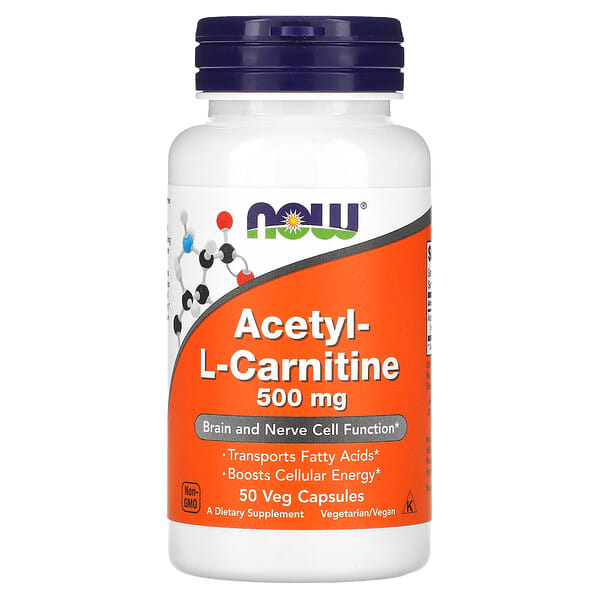 NOW®
Acetyl-
L-Carnitine
500 mg
Brain and Nerve Cell Function*
• Transports Fatty Acids*
• Boosts Cellular Energy*
50 Veg Capsules
Non-
GMO
A Dietary Supplement Vegetarian/Vegan
K